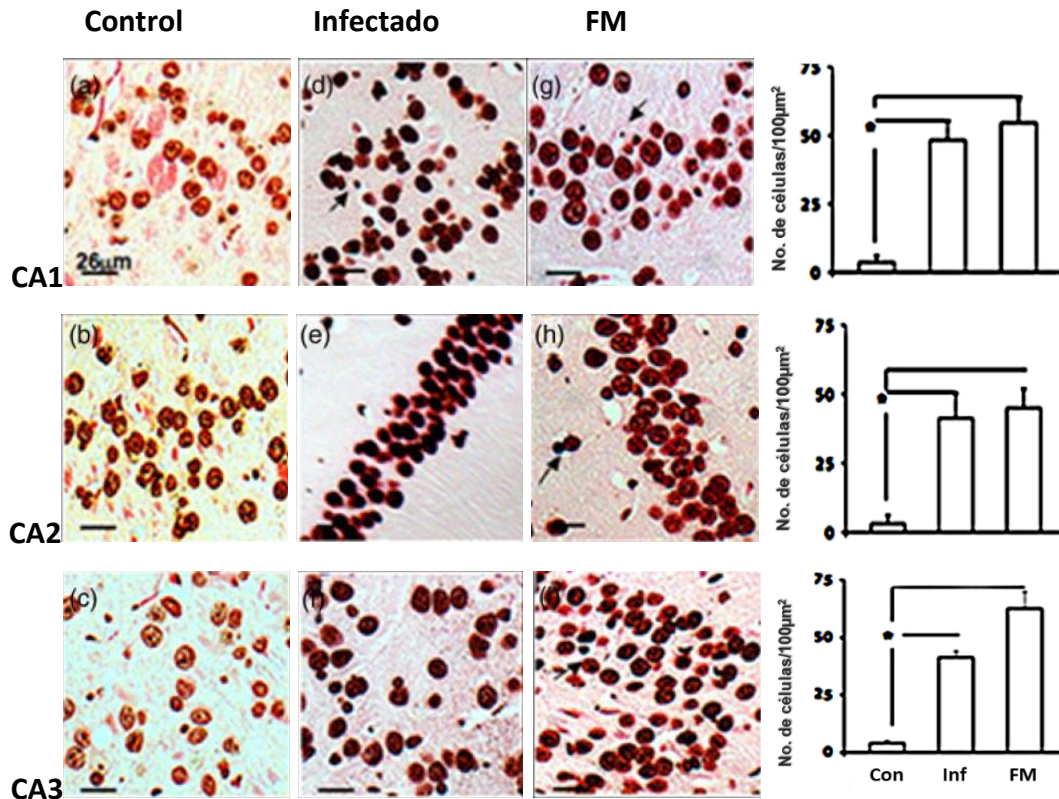 Control Infectado FM
(a) (d) (g)
26µm
CA1
No. de células/100µm²
75
50
25
0
(b) (e) (h)
CA2
No. de células/100µm²
75
50
25
0
(c) (f) (i)
CA3
No. de células/100µm²
75
50
25
0
Con Inf FM